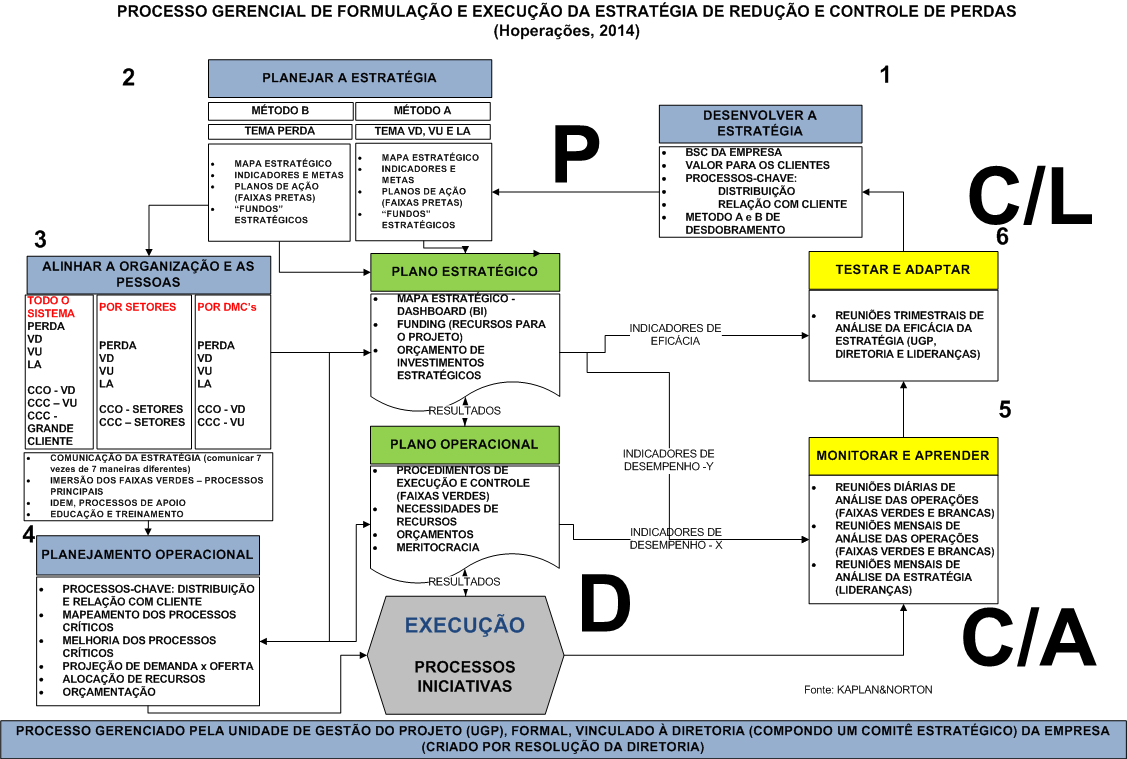 PROCESSO GERENCIAL DE FORMULAÇÃO E EXECUÇÃO DA ESTRATÉGIA DE REDUÇÃO E CONTROLE DE PERDAS
(Hoperações, 2014)
2
PLANEJAR A ESTRATÉGIA
MÉTODO B
MÉTODO A
TEMA PERDA
TEMA VD, VU E LA
• MAPA ESTRATÉGICO
• INDICADORES E METAS
• PLANOS DE AÇÃO
(FAIXAS PRETAS)
• “FUNDOS”
ESTRATÉGICOS
• MAPA ESTRATÉGICO
• INDICADORES E
METAS
• PLANOS DE AÇÃO
(FAIXAS PRETAS)
• “FUNDOS”
ESTRATÉGICOS
P
1
DESENVOLVER A
ESTRATÉGIA
• BSC DA EMPRESA
• VALOR PARA OS CLIENTES
• PROCESSOS-CHAVE:
• DISTRIBUIÇÃO
• RELAÇÃO COM CLIENTE
• METODO A e B DE
DESDOBRAMENTO
C/L
3
ALINHAR A ORGANIZAÇÃO E AS
PESSOAS
TODO O
SISTEMA
PERDA
VD
VU
LA
CCO - VD
CCC – VU
CCC -
GRANDE
CLIENTE
POR SETORES
PERDA
VD
VU
LA
CCO - SETORES
CCC – SETORES
POR DMC's
PERDA
VD
VU
LA
CCO - VD
CCC - VU
• COMUNICAÇÃO DA ESTRATÉGIA (comunicar 7
vezes de 7 maneiras diferentes)
• IMERSÃO DOS FAIXAS VERDES – PROCESSOS
PRINCIPAIS
• IDEM, PROCESSOS DE APOIO
• EDUCAÇÃO E TREINAMENTO
PLANO ESTRATÉGICO
• MAPA ESTRATÉGICO -
DASHBOARD (BI)
• FUNDING (RECURSOS PARA
O PROJETO)
• ORÇAMENTO DE
INVESTIMENTOS
ESTRATÉGICOS
RESULTADOS
INDICADORES DE
EFICÁCIA
6
TESTAR E ADAPTAR
• REUNIÕES TRIMESTRAIS DE
ANÁLISE DA EFICÁCIA DA
ESTRATÉGIA (UGP,
DIRETORIA E LIDERANÇAS)
PLANO OPERACIONAL
• PROCEDIMENTOS DE
EXECUÇÃO E CONTROLE
(FAIXAS VERDES)
• NECESSIDADES DE
RECURSOS
• ORÇAMENTOS
• MERITOCRACIA
RESULTADOS
INDICADORES DE
DESEMPENHO -Y
INDICADORES DE
DESEMPENHO - X
5
MONITORAR E APRENDER
• REUNIÕES DIÁRIAS DE
ANÁLISE DAS OPERAÇÕES
(FAIXAS VERDES E BRANCAS)
• REUNIÕES MENSAIS DE
ANÁLISE DAS OPERAÇÕES
(FAIXAS VERDES E BRANCAS)
• REUNIÕES MENSAIS DE
ANÁLISE DA ESTRATÉGIA
(LIDERANÇAS)
4
PLANEJAMENTO OPERACIONAL
• PROCESSOS-CHAVE: DISTRIBUIÇÃO
E RELAÇÃO COM CLIENTE
• MAPEAMENTO DOS PROCESSOS
CRÍTICOS
• MELHORIA DOS PROCESSOS
CRÍTICOS
• PROJEÇÃO DE DEMANDA x OFERTA
• ALOCAÇÃO DE RECURSOS
• ORÇAMENTAÇÃO
EXECUÇÃO
PROCESSOS
INICIATIVAS
D
C/A
Fonte: KAPLAN&NORTON
PROCESSO GERENCIADO PELA UNIDADE DE GESTÃO DO PROJETO (UGP), FORMAL, VINCULADO À DIRETORIA (COMPONDO UM COMITÊ ESTRATÉGICO) DA EMPRESA
(CRIADO POR RESOLUÇÃO DA DIRETORIA)